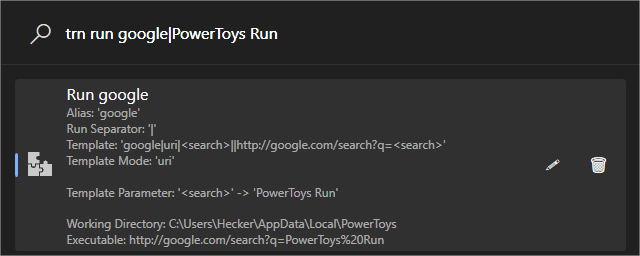 trn run google|PowerToys Run
Run google
Alias: 'google'
Run Separator: '|'
Template: 'google|uri|<search>||http://google.com/search?q=<search>'
Template Mode: 'uri'
Template Parameter: '<search>' -> 'PowerToys Run'
Working Directory: C:\Users\Hecker\AppData\Local\PowerToys
Executable: http://google.com/search?q=PowerToys%20Run